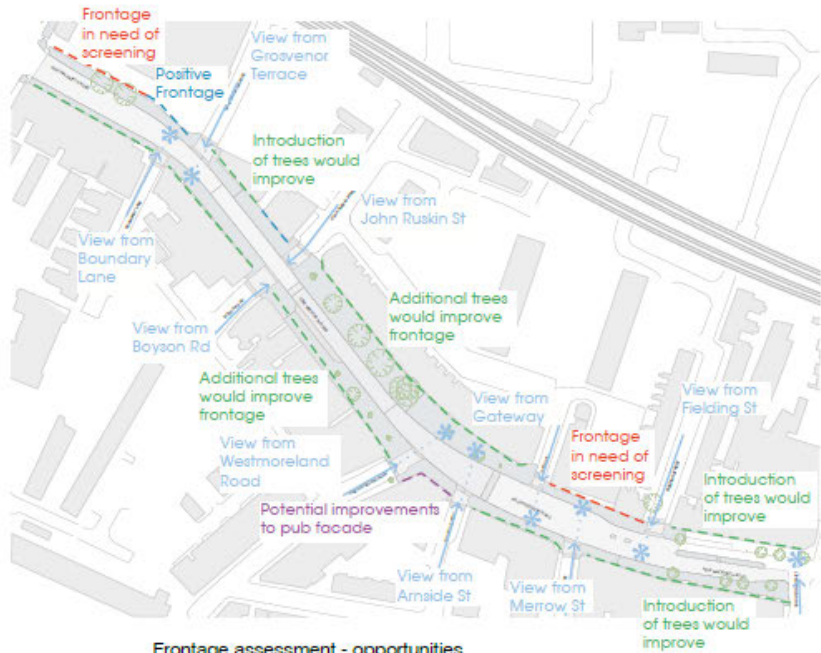 Frontage
in need of
screening
View from
Grosvenor
Terrace
Positive
Frontage
Introduction
of trees would
improve
View from
John Ruskin St
View from
Boundary
Lane
View from
Boyson Rd
Additional trees
would improve
frontage
Additional trees
would improve
frontage
View from
Gateway
View from
Fielding St
View from
Westmoreland
Road
Frontage
in need of
screening
Introduction
of trees would
improve
Potential improvements
to pub facade
View from
Arnside St
View from
Merrow St
Introduction
of trees would
improve
Frontage assessment - opportunities